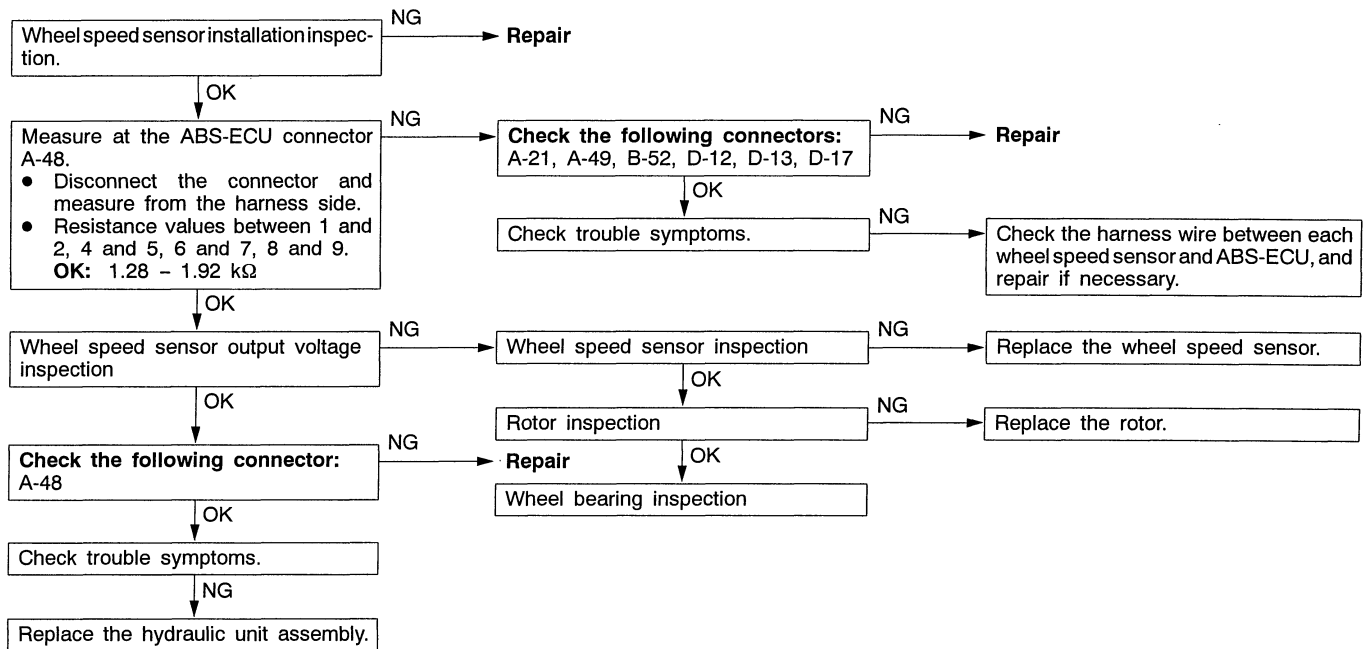 Wheel speed sensor installation inspec-
tion.
NG
Repair
OK
Measure at the ABS-ECU connector
A-48.
● Disconnect the connector and
measure from the harness side.
● Resistance values between 1 and
2, 4 and 5, 6 and 7, 8 and 9.
OK: 1.28 – 1.92 kΩ
NG
Check the following connectors:
A-21, A-49, B-52, D-12, D-13, D-17
NG
Repair
OK
Check trouble symptoms.
NG
Check the harness wire between each
wheel speed sensor and ABS-ECU, and
repair if necessary.
OK
Wheel speed sensor output voltage
inspection
NG
Wheel speed sensor inspection
NG
Replace the wheel speed sensor.
OK
Rotor inspection
NG
Replace the rotor.
OK
Wheel bearing inspection
OK
Check the following connector:
A-48
NG
Repair
OK
Check trouble symptoms.
NG
Replace the hydraulic unit assembly.